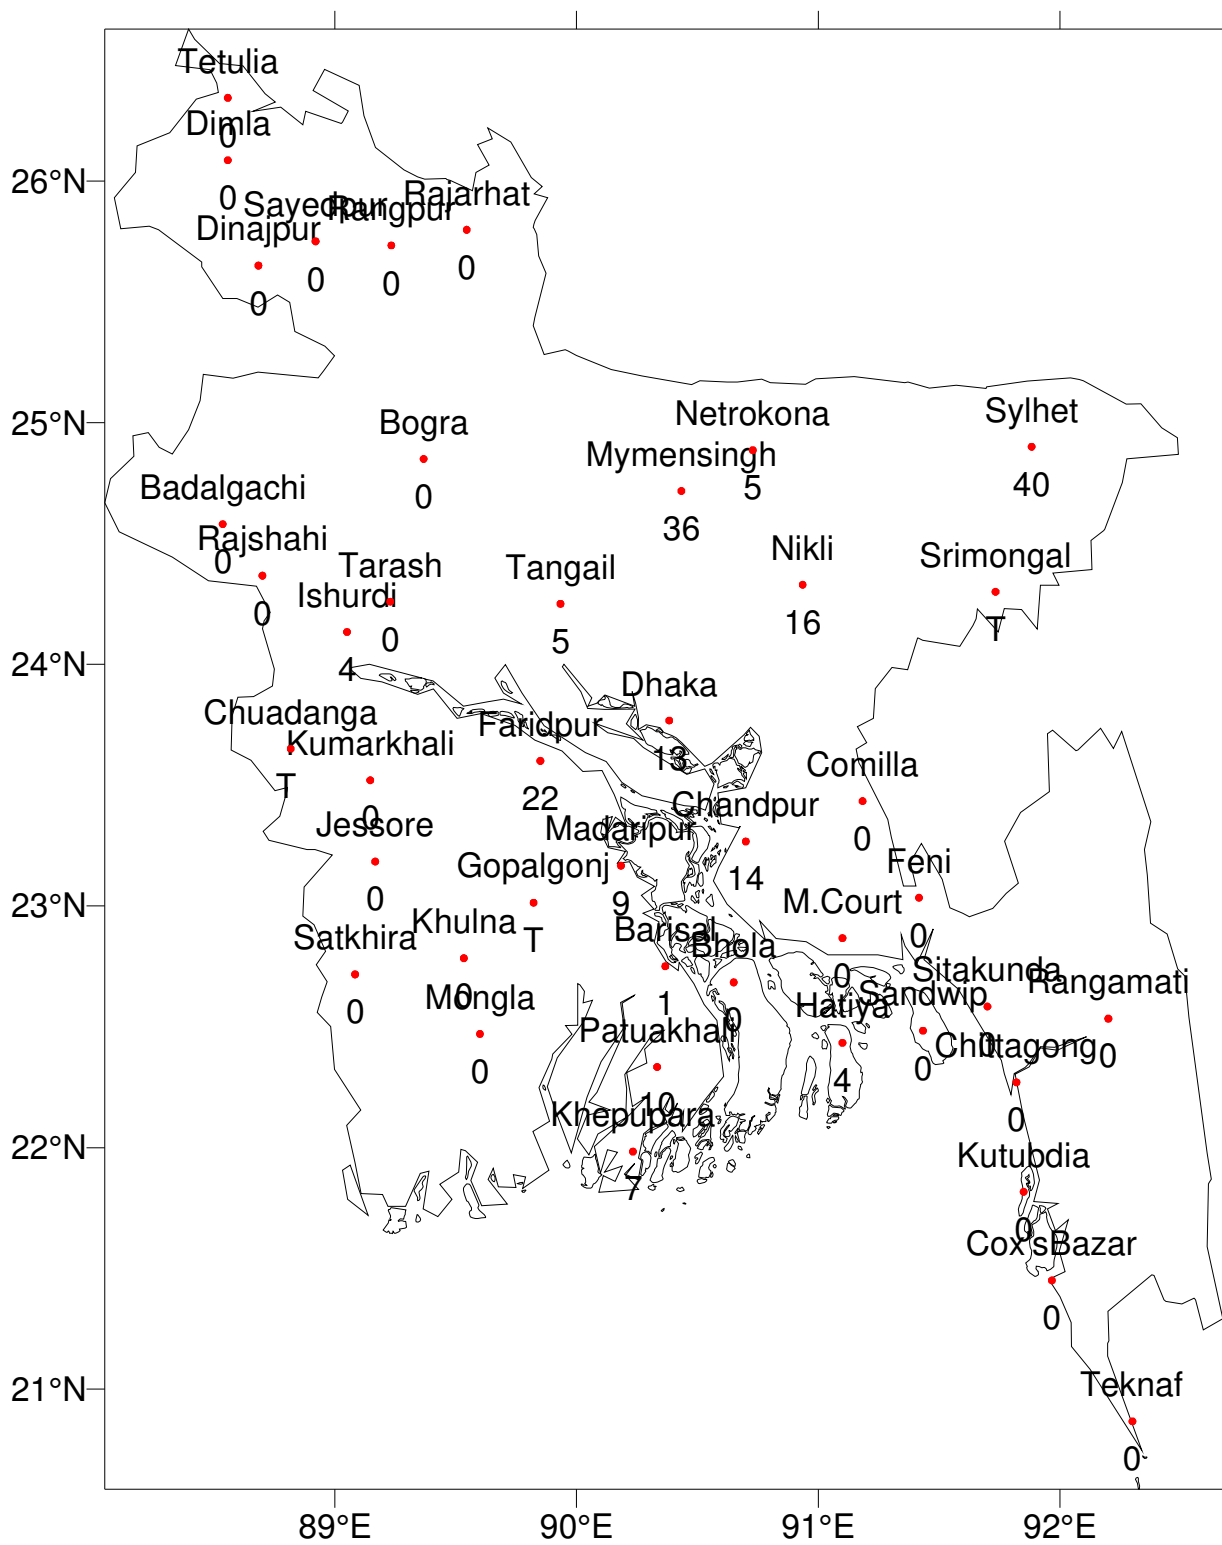 Tetulia
0
Dimla
0
26°N
Sayedpur
0
Rangpur
0
Rajarhat
0
Dinajpur
0
25°N
Bogra
0
Netrokona
5
Mymensingh
36
Sylhet
40
Badalgachi
0
Rajshahi
0
Tarash
0
Ishurdi
4
Tangail
5
Nikli
16
Srimongal
T
24°N
Dhaka
13
Chuadanga
T
Faridpur
22
Kumarkhali
0
Comilla
0
Chandpur
14
Jessore
0
Madaripur
9
Gopalgonj
T
Feni
0
23°N
M.Court
0
Khulna
0
Satkhira
0
Barisal
1
Bhola
0
Sitakunda
0
Rangamati
0
Mongla
0
Hatiya
4
Sandwip
0
Patuakhali
10
Chittagong
0
22°N
Khepupara
7
Kutubdia
0
Cox'sBazar
0
21°N
Teknaf
0
89°E
90°E
91°E
92°E